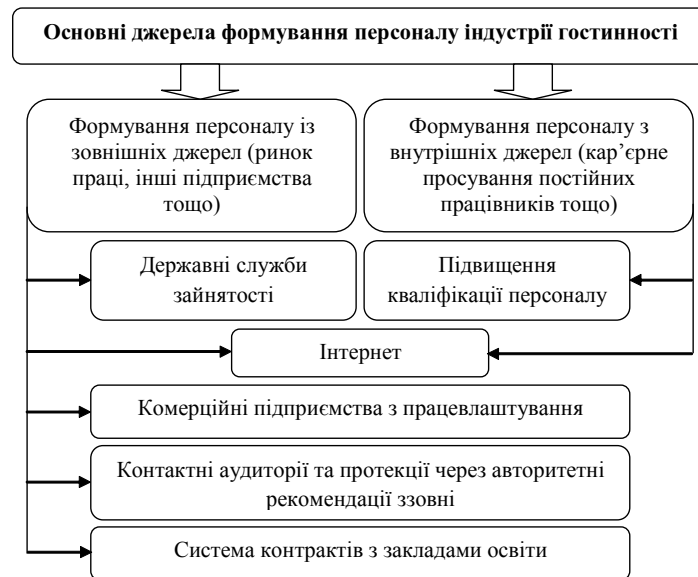 Основні джерела формування персоналу індустрії гостинності
Формування персоналу із
зовнішніх джерел (ринок
праці, інші підприємства
тощо)
Формування персоналу з
внутрішніх джерел (кар’єрне
просування постійних
працівників тощо)
Державні служби
зайнятості
Підвищення
кваліфікації персоналу
Інтернет
Комерційні підприємства з працевлаштування
Контактні аудиторії та протекції через авторитетні
рекомендації ззовні
Система контрактів з закладами освіти